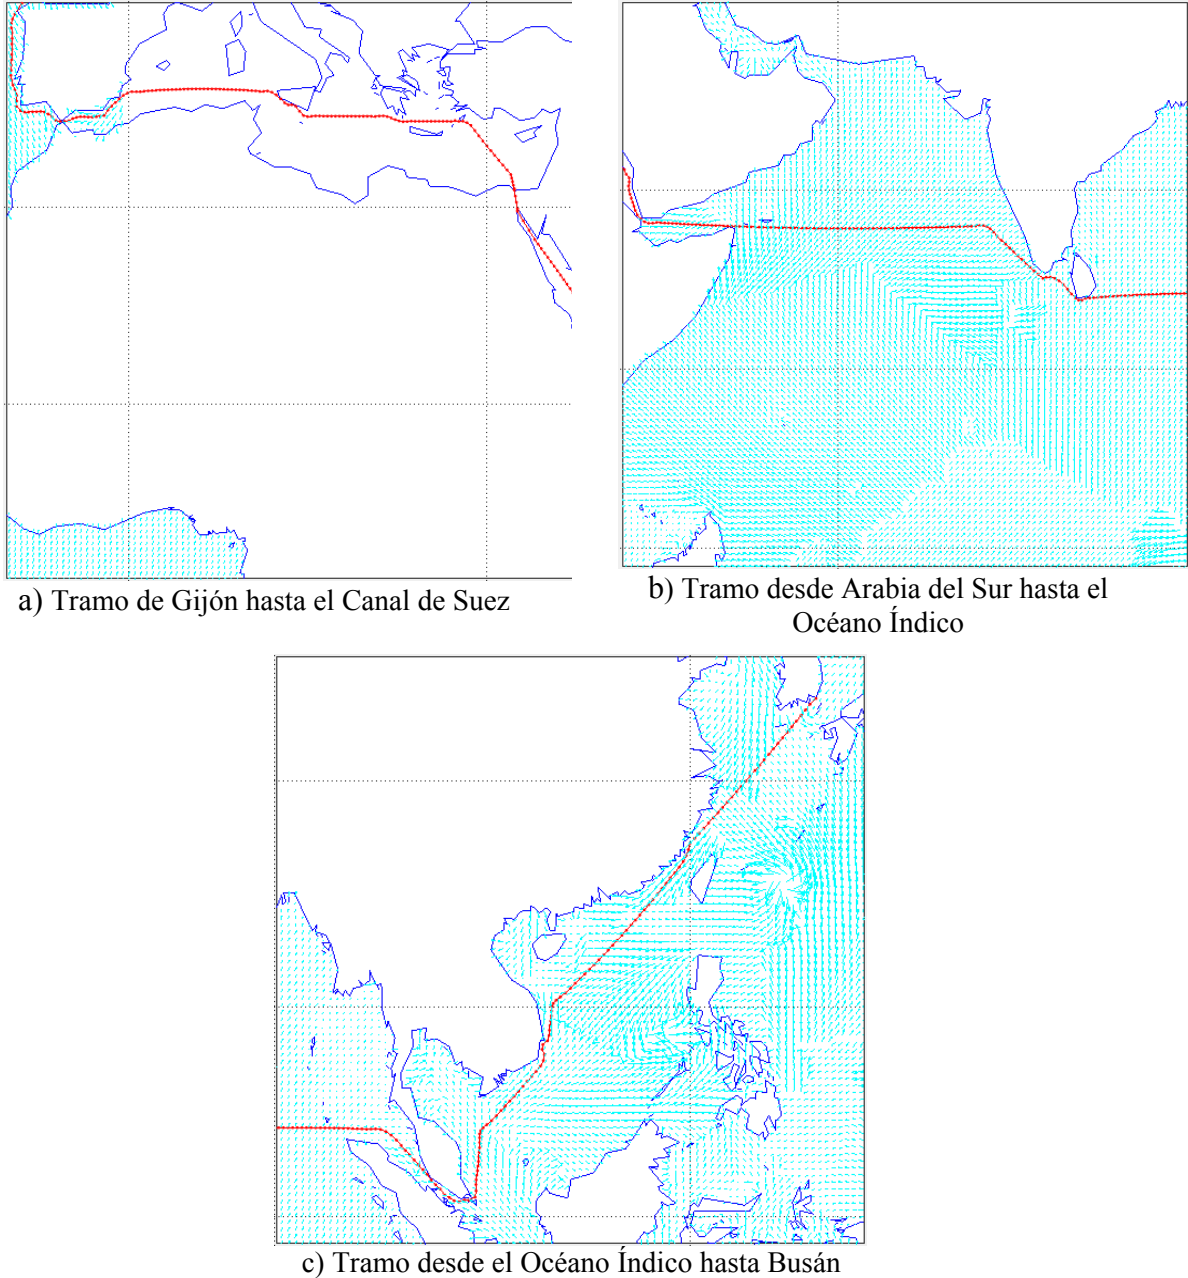 a) Tramo de Gijón hasta el Canal de Suez
b) Tramo desde Arabia del Sur hasta el
Océano Índico
c) Tramo desde el Océano Índico hasta Busán